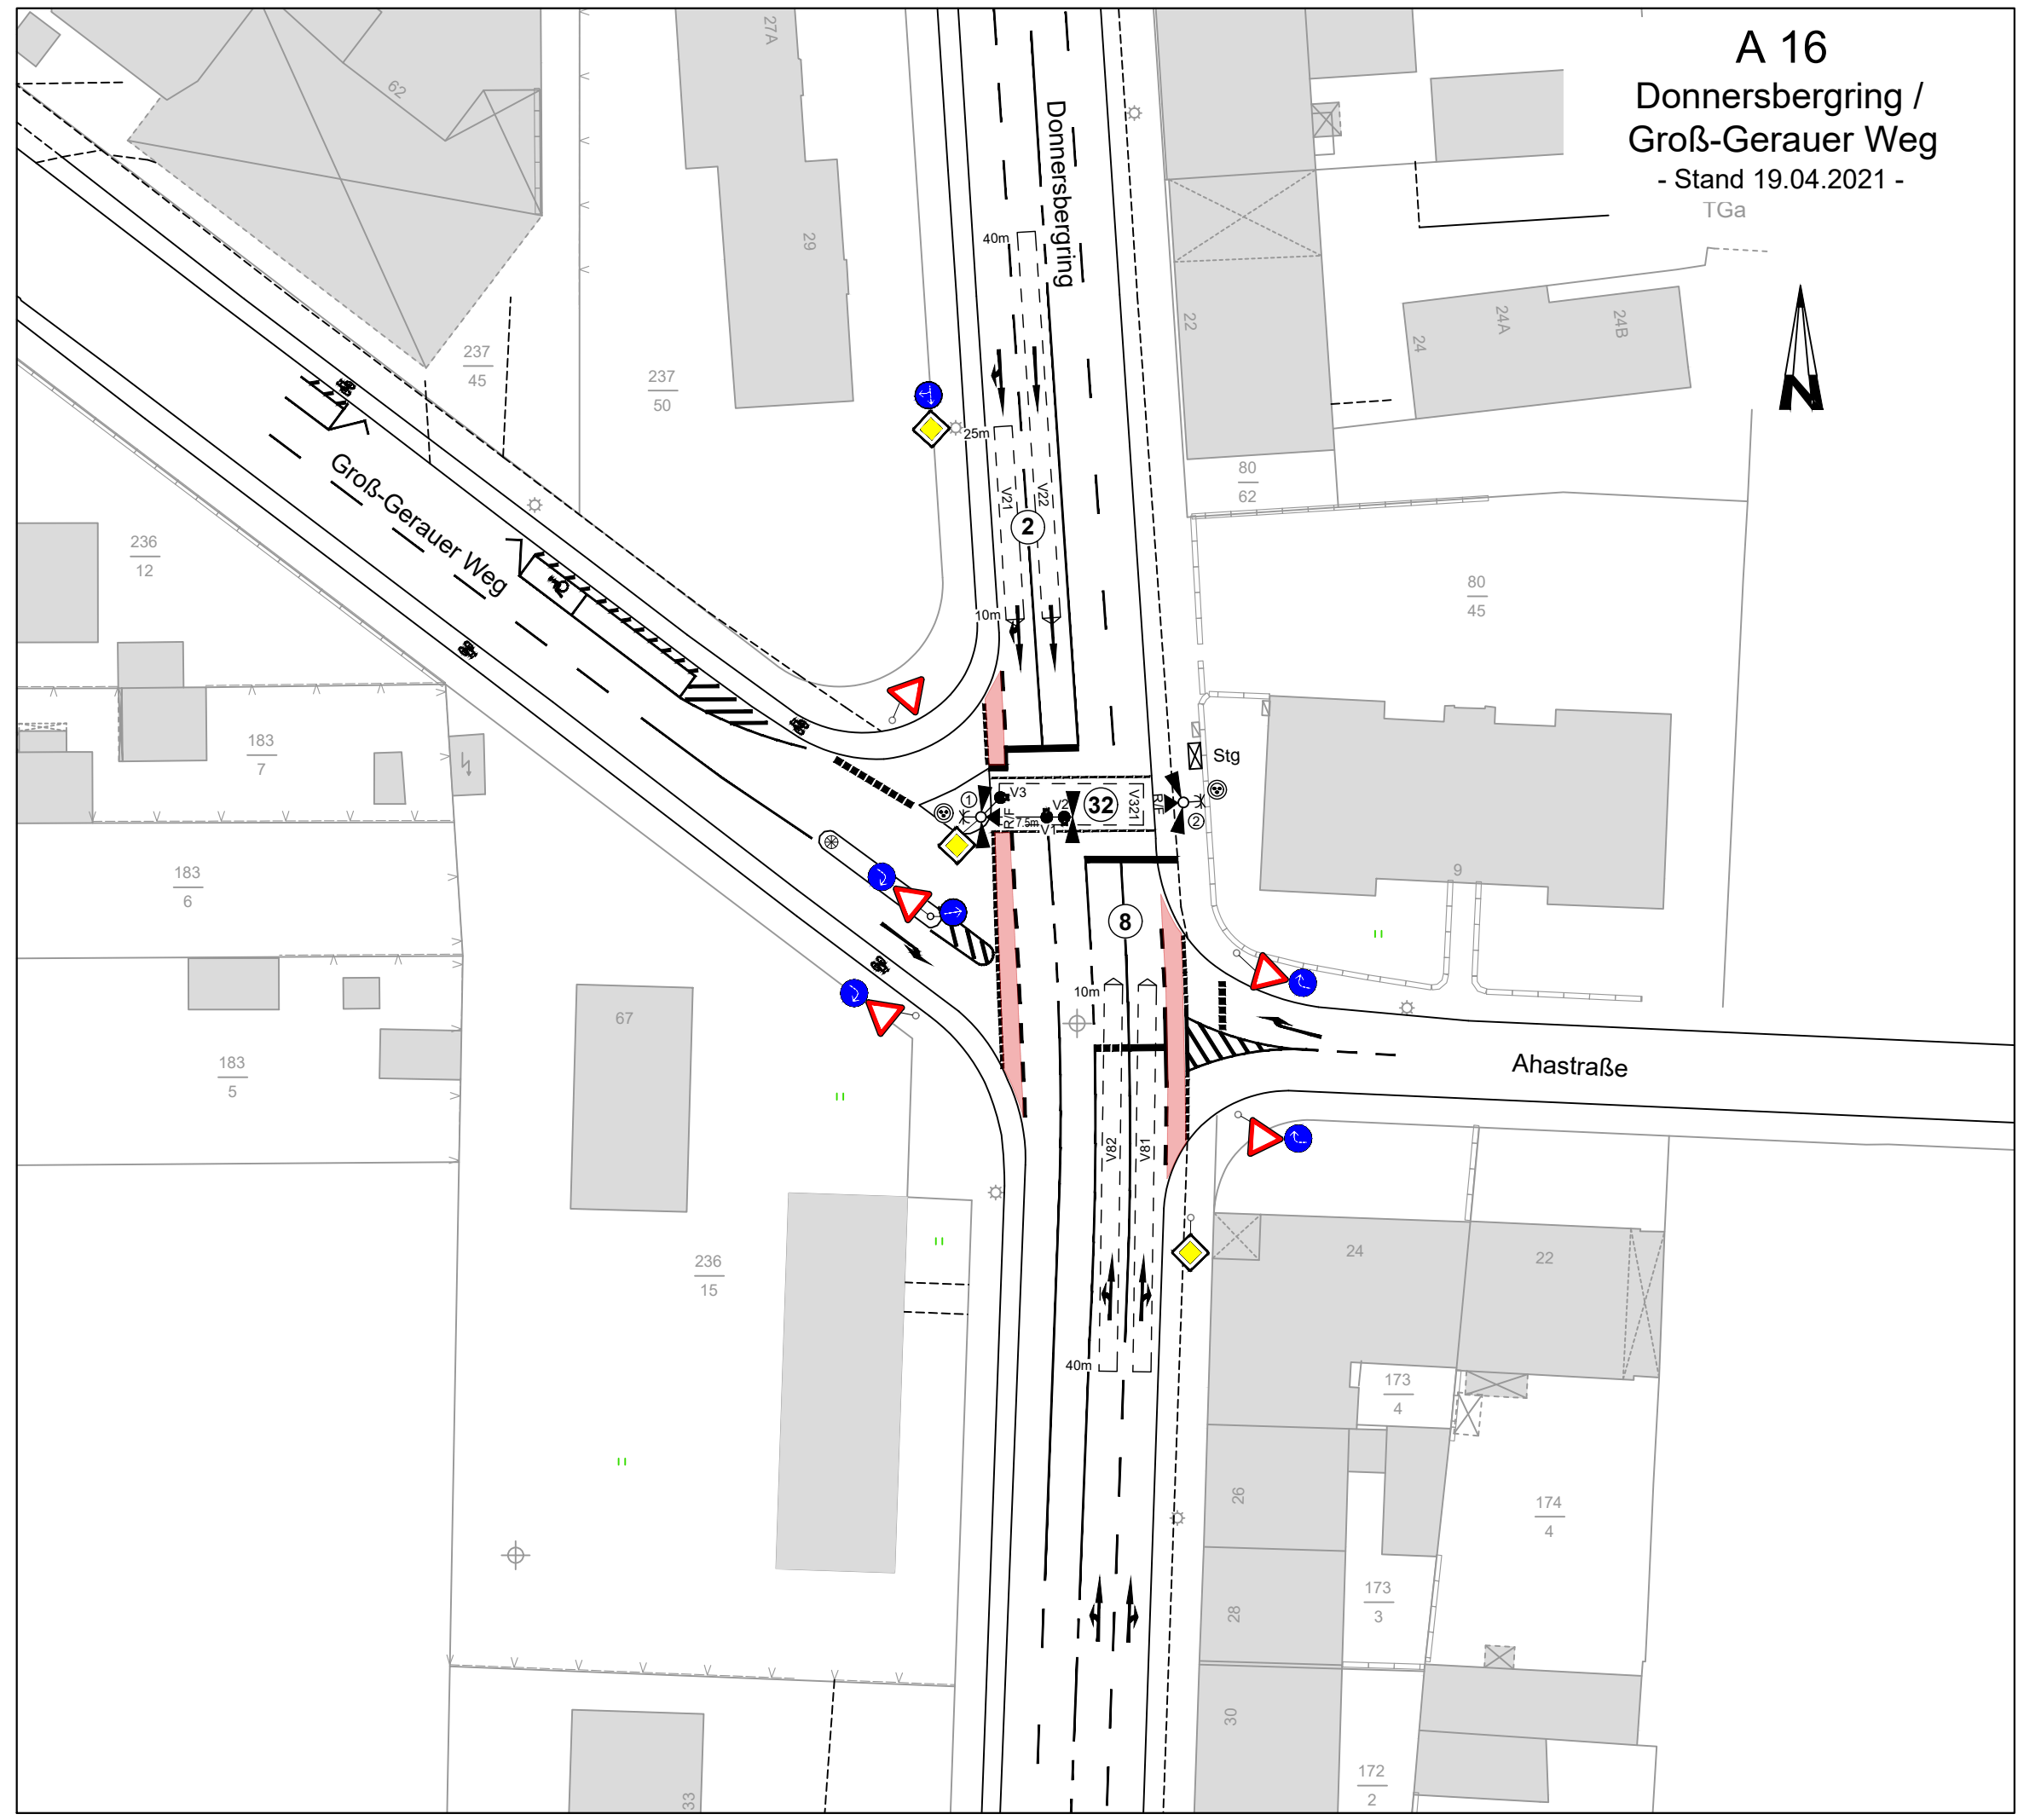 A 16
Donnersbergring /
Groß-Gerauer Weg
- Stand 19.04.2021 -
TGa
27A
62
Donnersbergring
29
40m
22
24
24A
24B
237
45
237
50
25m
80
62
V21
V22
2
Groß-Gerauer Weg
236
12
80
45
10m
183
7
Stg
1
V3
R/F
7.5m
V2
V1
32
V321
R/F
2
183
6
9
8
10m
67
183
5
Ahastraße
V82
V81
236
15
24
22
40m
173
4
26
174
4
28
173
3
30
33
172
2
N